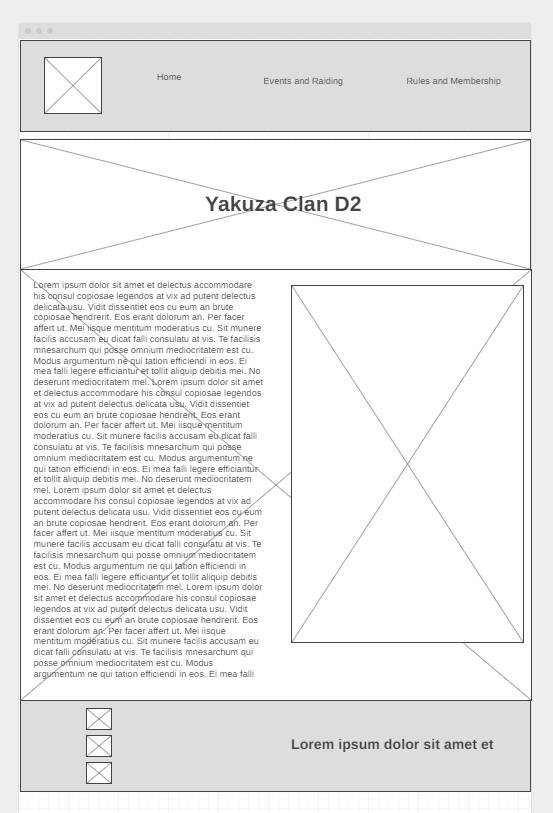 Home
Events and Raiding
Rules and Membership
Yakuza Clan D2
Lorem ipsum dolor sit amet et delectus accommodare
his consul copiosae legendos at vix ad putent delectus
delicata usu. Vidit dissentiet eos cu eum an brute
copiosae hendrerit. Eos erant dolorum an. Per facer
affert ut. Mei iisque mentitum moderatius cu. Sit munere
facilis accusam eu dicat falli consulatu at vis. Te facilisis
mnesarchum qui posse omnium mediocritatem est cu.
Modus argumentum ne qui tation efficiendi in eos. Ei
mea falli legere efficiantur et tollit aliquip debitis mei. No
deserunt mediocritatem mel. Lorem ipsum dolor sit amet
et delectus accommodare his consul copiosae legendos
at vix ad putent delectus delicata usu. Vidit dissentiet
eos cu eum an brute copiosae hendrerit. Eos erant
dolorum an. Per facer affert ut. Mei iisque mentitum
moderatius cu. Sit munere facilis accusam eu dicat falli
consulatu at vis. Te facilisis mnesarchum qui posse
omnium mediocritatem est cu. Modus argumentum ne
qui tation efficiendi in eos. Ei mea falli legere efficiantur
et tollit aliquip debitis mei. No deserunt mediocritatem
mel. Lorem ipsum dolor sit amet et delectus
accommodare his consul copiosae legendos at vix ad
putent delectus delicata usu. Vidit dissentiet eos cu eum
an brute copiosae hendrerit. Eos erant dolorum an. Per
facer affert ut. Mei iisque mentitum moderatius cu. Sit
munere facilis accusam eu dicat falli consulatu at vis. Te
facilisis mnesarchum qui posse omnium mediocritatem
est cu. Modus argumentum ne qui tation efficiendi in
eos. Ei mea falli legere efficiantur et tollit aliquip debitis
mei. No deserunt mediocritatem mel. Lorem ipsum dolor
sit amet et delectus accommodare his consul copiosae
legendos at vix ad putent delectus delicata usu. Vidit
dissentiet eos cu eum an brute copiosae hendrerit. Eos
erant dolorum an. Per facer affert ut. Mei iisque
mentitum moderatius cu. Sit munere facilis accusam eu
dicat falli consulatu at vis. Te facilisis mnesarchum qui
posse omnium mediocritatem est cu. Modus
argumentum ne qui tation efficiendi in eos. Ei mea falli
Lorem ipsum dolor sit amet et